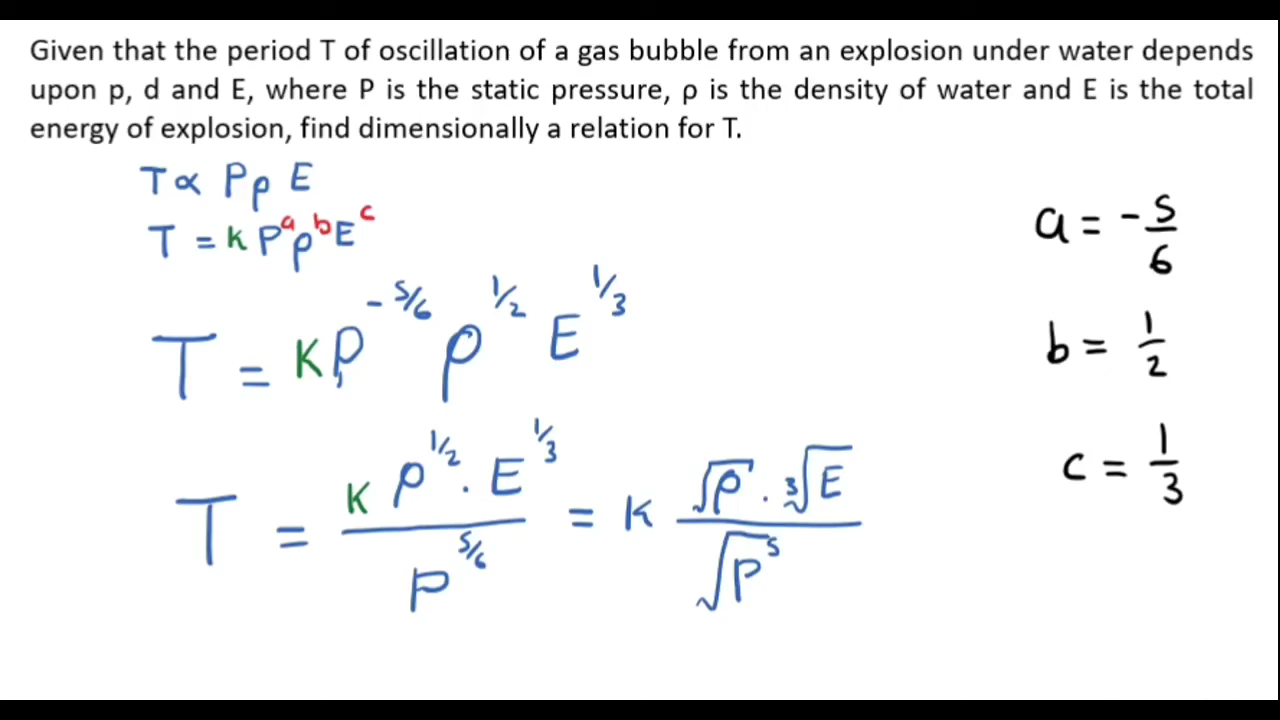 Given that the period T of oscillation of a gas bubble from an explosion under water depends
upon p, d and E, where P is the static pressure, ρ is the density of water and E is the total
energy of explosion, find dimensionally a relation for T.
T ∝ P ρ E
T = K P^a ρ^b E^c
a = -5/6
T = K P^(-5/6) ρ^(1/2) E^(1/3)
b = 1/2
c = 1/3
T = K ρ^(1/2) . E^(1/3) / P^(5/6) = K √ρ . ∛E / √P^5